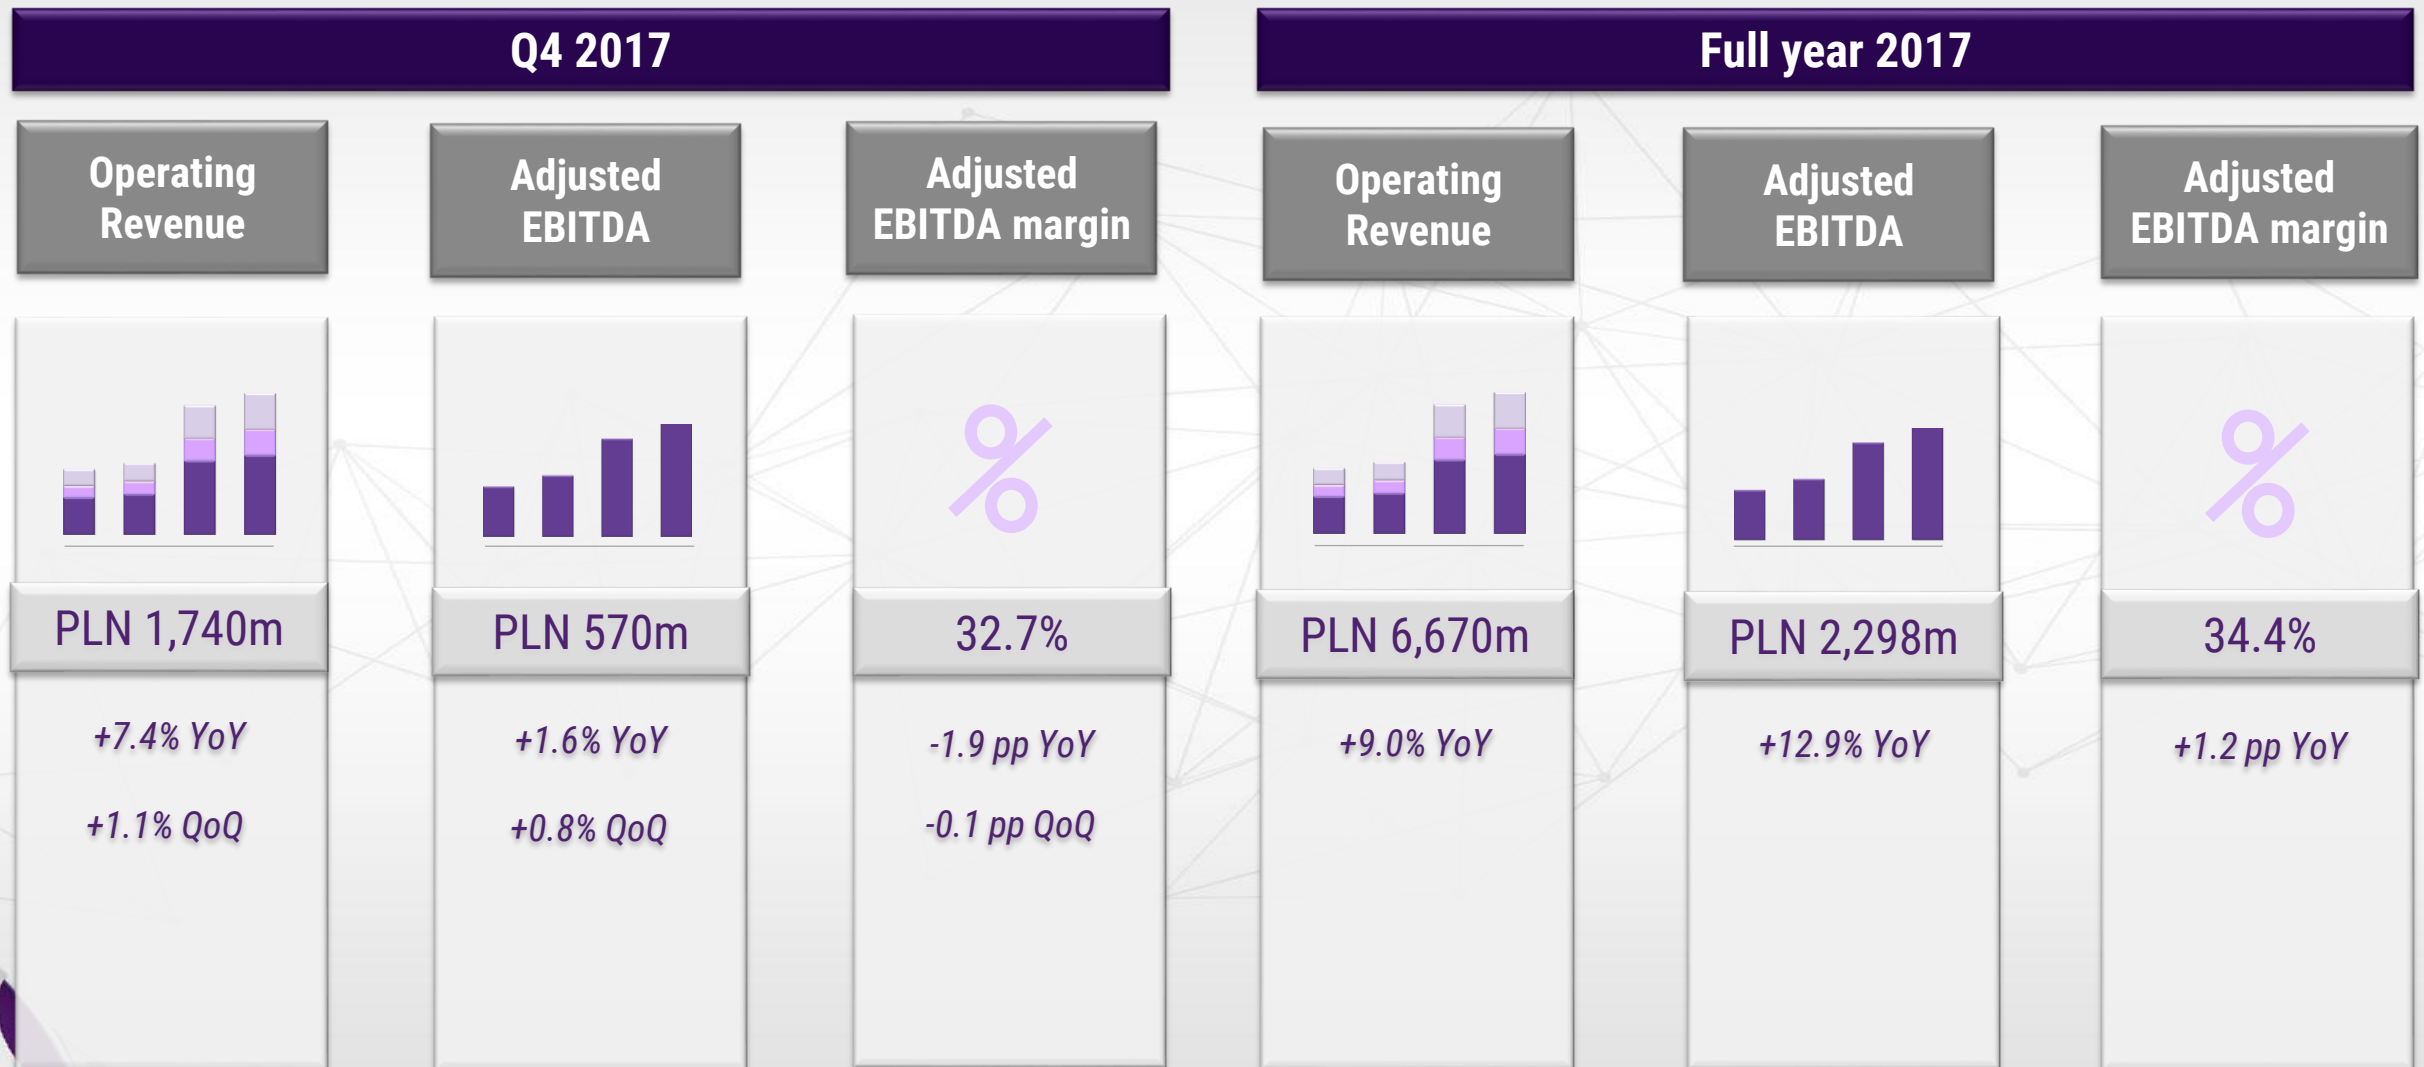 Q4 2017
Operating
Revenue
Adjusted
EBITDA
Adjusted
EBITDA margin
PLN 1,740m
PLN 570m
32.7%
+7.4% YoY
+1.6% YoY
-1.9 pp YoY
+1.1% QoQ
+0.8% QoQ
-0.1 pp QoQ
Full year 2017
Operating
Revenue
Adjusted
EBITDA
Adjusted
EBITDA margin
%
%
PLN 6,670m
PLN 2,298m
34.4%
+9.0% YoY
+12.9% YoY
+1.2 pp YoY